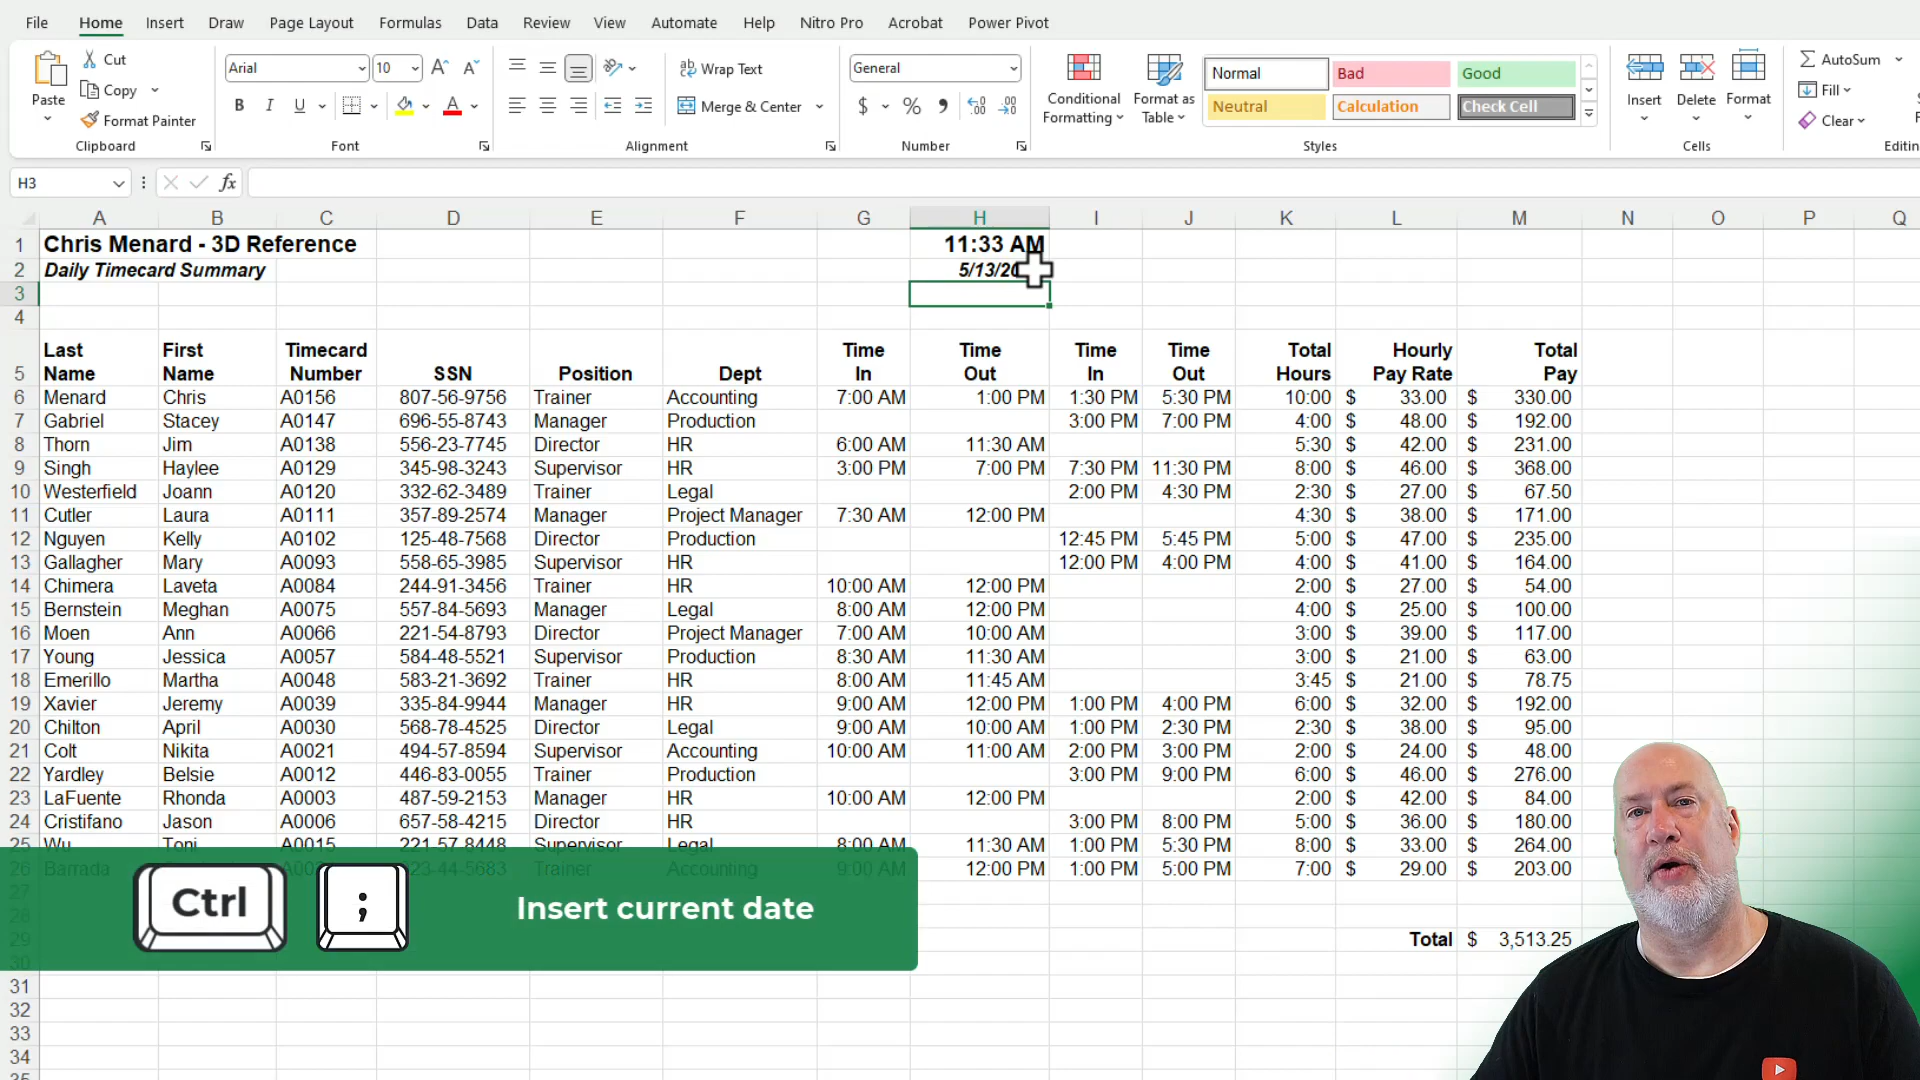 File Home Insert Draw Page Layout Formulas Data Review View Automate Help Nitro Pro Acrobat Power Pivot
Paste Cut Copy Format Painter Clipboard
Arial 10 A A B I U A Font
ab Wrap Text Merge & Center Alignment
General $ % Number
Conditional Formatting Format as Table
Normal Bad Good
Neutral Calculation Check Cell
Styles
Insert Delete Format Cells
AutoSum Fill Clear
H3 fx
A B C D E F G H I J K L M N O P Q
1 Chris Menard - 3D Reference 11:33 AM
2 Daily Timecard Summary 5/13/20
3
4
5 Last Name First Name Timecard Number SSN Position Dept Time In Time Out Time In Time Out Total Hours Hourly Pay Rate Total Pay
6 Menard Chris A0156 807-56-9756 Trainer Accounting 7:00 AM 1:00 PM 1:30 PM 5:30 PM 10:00 $ 33.00 $ 330.00
7 Gabriel Stacey A0147 696-55-8743 Manager Production 3:00 PM 7:00 PM 4:00 $ 48.00 $ 192.00
8 Thorn Jim A0138 556-23-7745 Director HR 6:00 AM 11:30 AM 5:30 $ 42.00 $ 231.00
9 Singh Haylee A0129 345-98-3243 Supervisor HR 3:00 PM 7:00 PM 7:30 PM 11:30 PM 8:00 $ 46.00 $ 368.00
10 Westerfield Joann A0120 332-62-3489 Trainer Legal 2:00 PM 4:30 PM 2:30 $ 27.00 $ 67.50
11 Cutler Laura A0111 357-89-2574 Manager Project Manager 7:30 AM 12:00 PM 4:30 $ 38.00 $ 171.00
12 Nguyen Kelly A0102 125-48-7568 Director Production 12:45 PM 5:45 PM 5:00 $ 47.00 $ 235.00
13 Gallagher Mary A0093 558-65-3985 Supervisor HR 12:00 PM 4:00 PM 4:00 $ 41.00 $ 164.00
14 Chimera Laveta A0084 244-91-3456 Trainer HR 10:00 AM 12:00 PM 2:00 $ 27.00 $ 54.00
15 Bernstein Meghan A0075 557-84-5693 Manager Legal 8:00 AM 12:00 PM 4:00 $ 25.00 $ 100.00
16 Moen Ann A0066 221-54-8793 Director Project Manager 7:00 AM 10:00 AM 3:00 $ 39.00 $ 117.00
17 Young Jessica A0057 584-48-5521 Supervisor Production 8:30 AM 11:30 AM 3:00 $ 21.00 $ 63.00
18 Emerillo Martha A0048 583-21-3692 Trainer HR 8:00 AM 11:45 AM 3:45 $ 21.00 $ 78.75
19 Xavier Jeremy A0039 335-84-9944 Manager HR 9:00 AM 12:00 PM 1:00 PM 4:00 PM 6:00 $ 32.00 $ 192.00
20 Chilton April A0030 568-78-4525 Director Legal 9:00 AM 10:00 AM 1:00 PM 2:30 PM 2:30 $ 38.00 $ 95.00
21 Colt Nikita A0021 494-57-8594 Supervisor Accounting 10:00 AM 11:00 AM 2:00 PM 3:00 PM 2:00 $ 24.00 $ 48.00
22 Yardley Belsie A0012 446-83-0055 Trainer Production 3:00 PM 9:00 PM 6:00 $ 46.00 $ 276.00
23 LaFuente Rhonda A0003 487-59-2153 Manager HR 10:00 AM 12:00 PM 2:00 $ 42.00 $ 84.00
24 Cristifano Jason A0006 657-58-4215 Director HR 3:00 PM 8:00 PM 5:00 $ 36.00 $ 180.00
25 Wu Toni A0015 221-57-8448 Supervisor Legal 8:00 AM 11:30 AM 1:00 PM 5:30 PM 8:00 $ 33.00 $ 264.00
26 Barrada Trainer Accounting 9:00 AM 12:00 PM 1:00 PM 5:00 PM 7:00 $ 29.00 $ 203.00
27
28
29 Total $ 3,513.25
30
31
32
33
34
Ctrl ; Insert current date